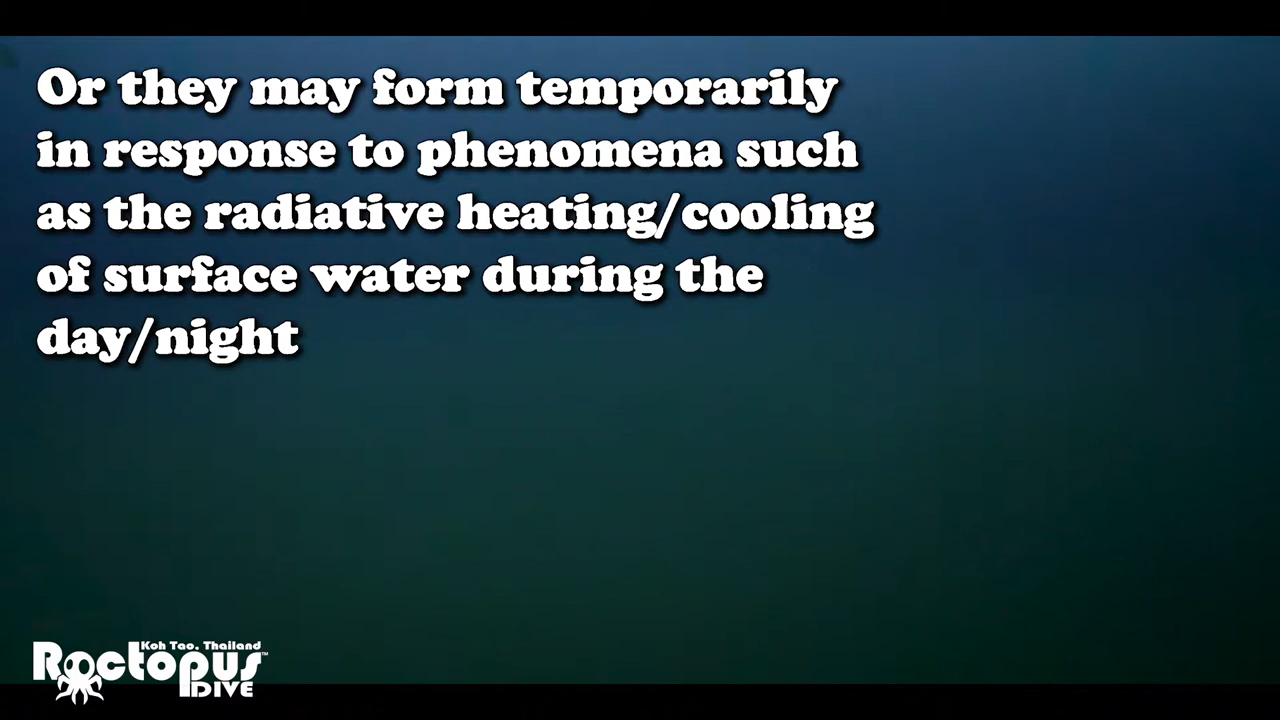 Or they may form temporarily
in response to phenomena such
as the radiative heating/cooling
of surface water during the
day/night
Koh Tao, Thailand
Roctopus™
DIVE